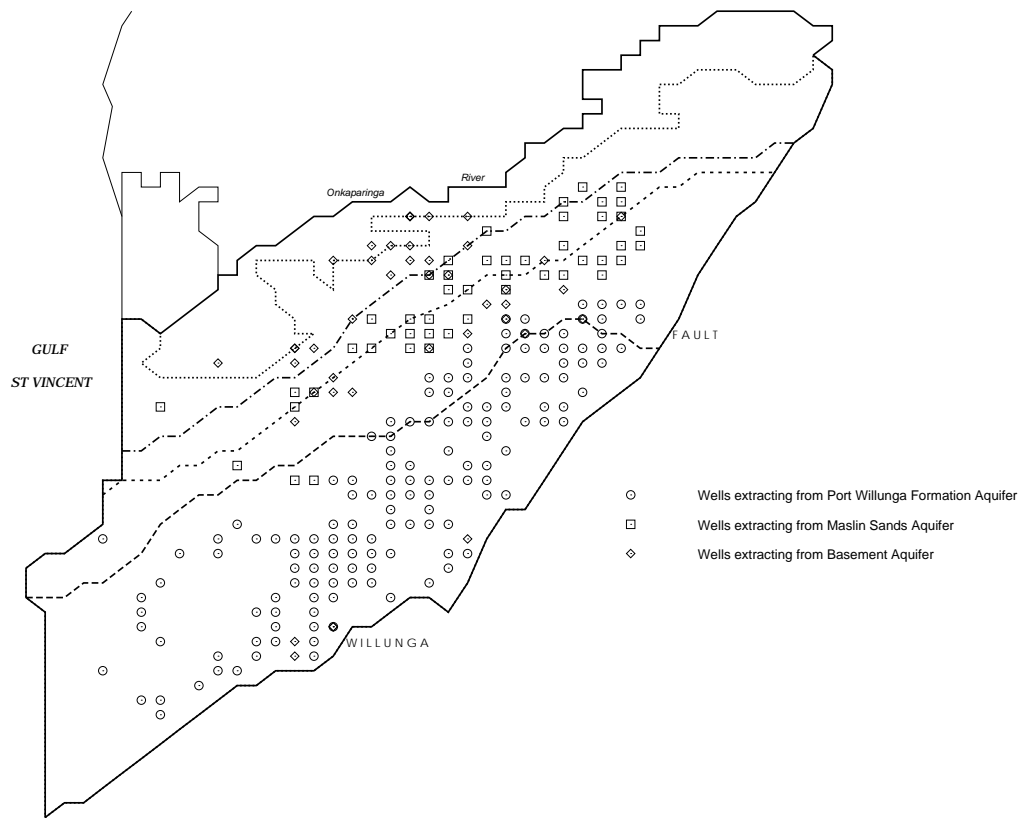 Onkaparinga
River
FAULT
GULF
ST VINCENT
Wells extracting from Port Willunga Formation Aquifer
Wells extracting from Maslin Sands Aquifer
Wells extracting from Basement Aquifer
WILLUNGA